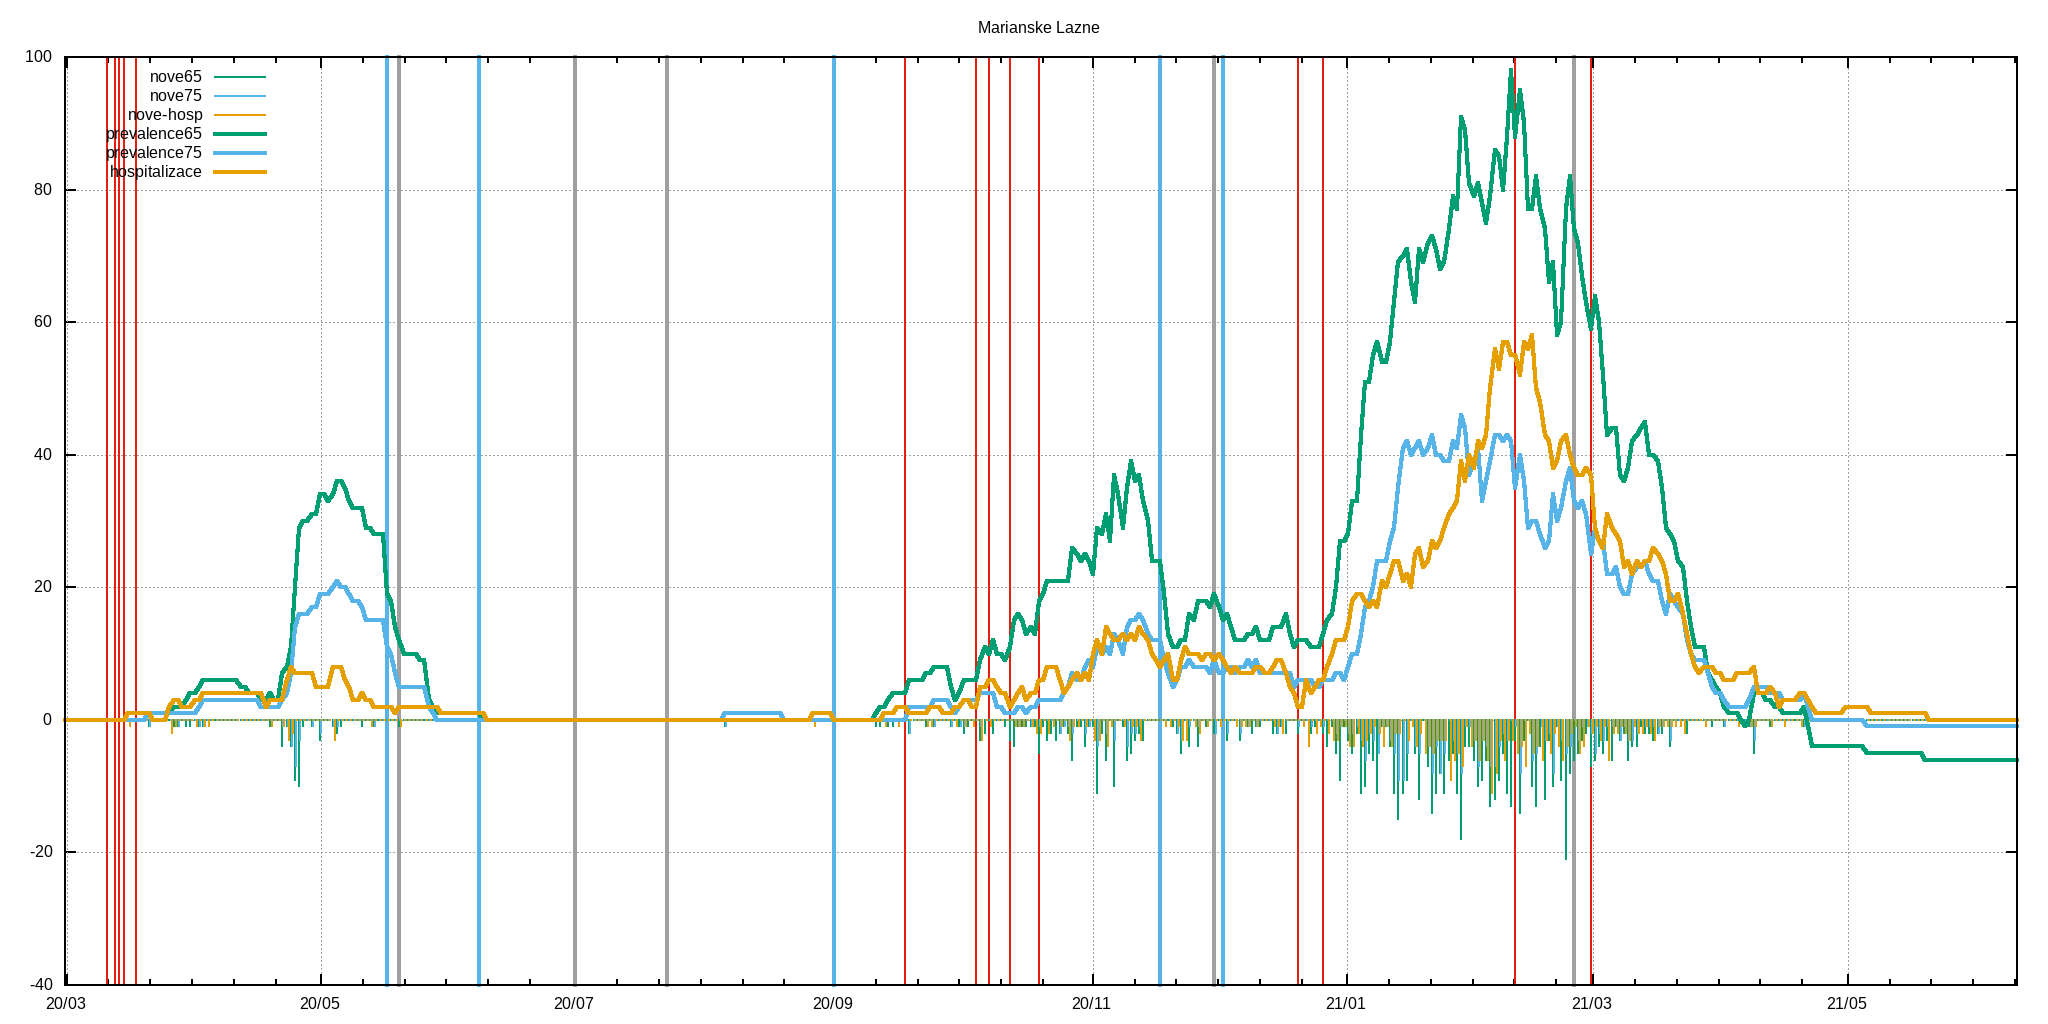 Marianske Lazne
100
80
60
40
20
0
-20
-40
nove65
nove75
nove-hosp
prevalence65
prevalence75
hospitalizace
20/03 20/05 20/07 20/09 20/11 21/01 21/03 21/05